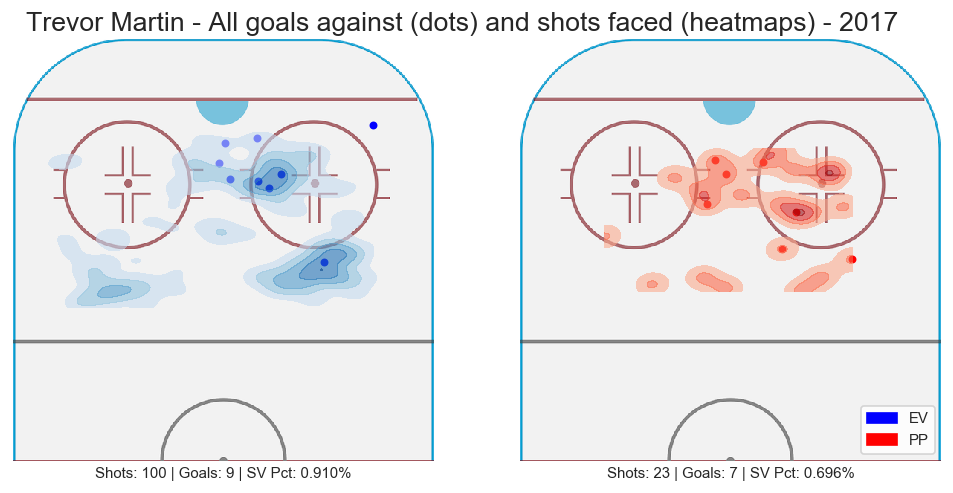 Trevor Martin - All goals against (dots) and shots faced (heatmaps) - 2017
EV
PP
Shots: 100 | Goals: 9 | SV Pct: 0.910%
Shots: 23 | Goals: 7 | SV Pct: 0.696%